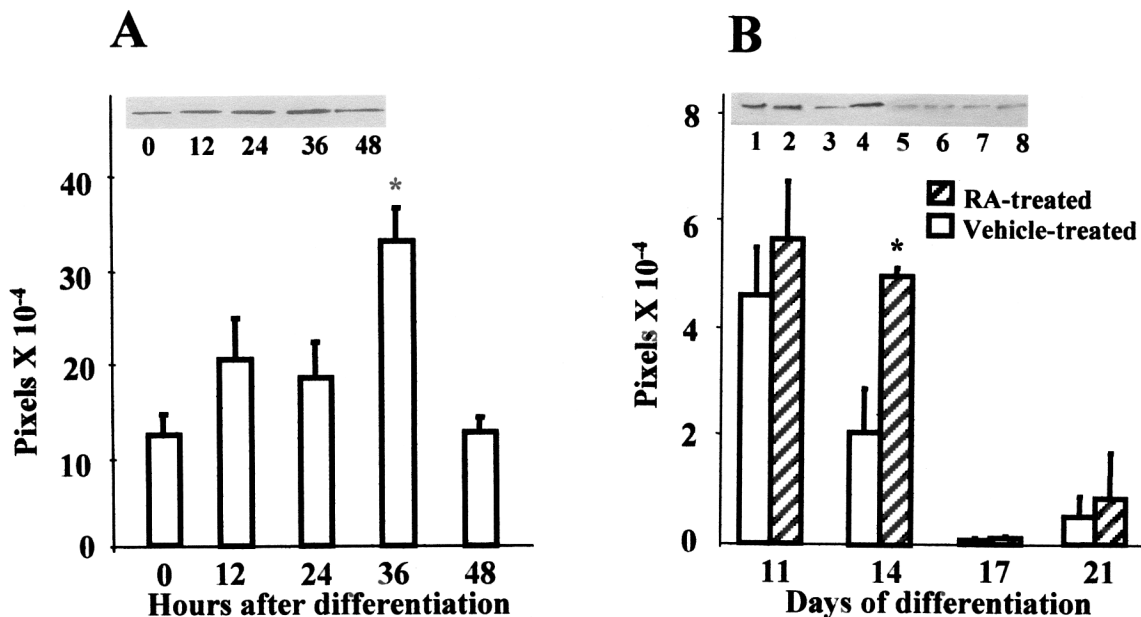 A
0 12 24 36 48
40
30
20
10
0
*
Pixels X 10-4
0 12 24 36 48
Hours after differentiation
B
1 2 3 4 5 6 7 8
8
6
4
2
0
RA-treated
Vehicle-treated
*
Pixels X 10-4
11 14 17 21
Days of differentiation